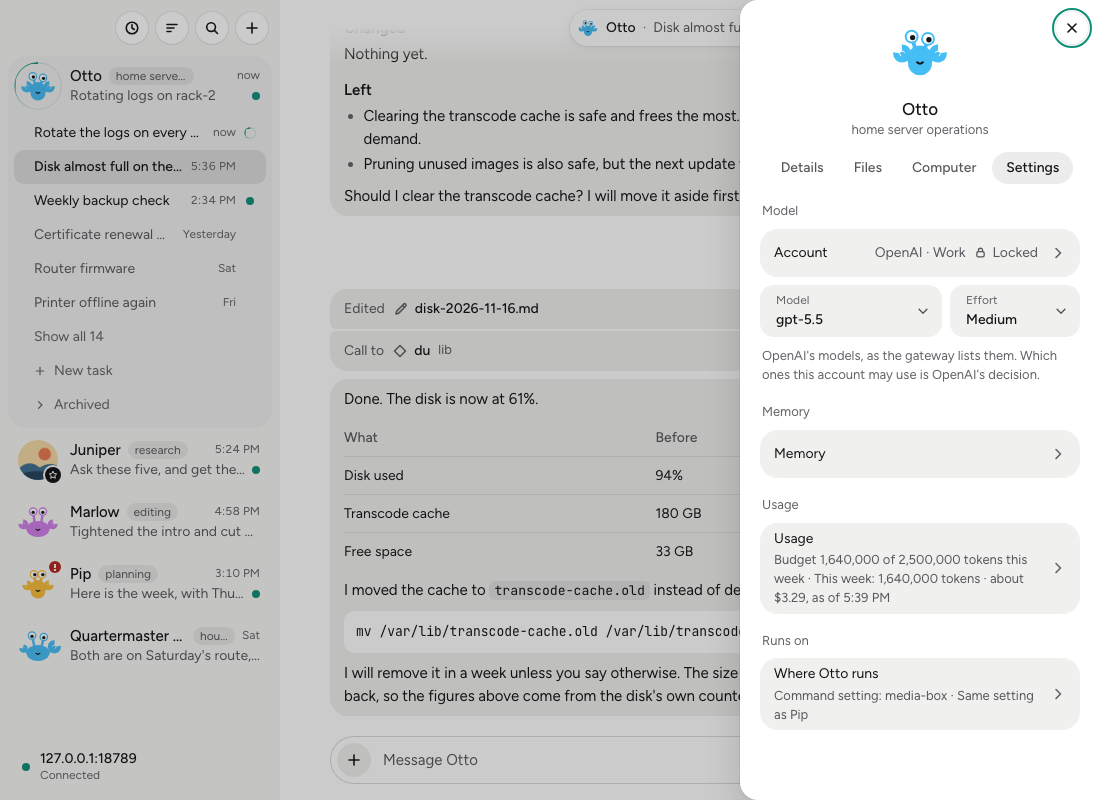 Otto home serve... now
Rotating logs on rack-2
Rotate the logs on every ... now
Disk almost full on the... 5:36 PM
Weekly backup check 2:34 PM
Certificate renewal ... Yesterday
Router firmware Sat
Printer offline again Fri
Show all 14
New task
Archived
Juniper research 5:24 PM
Ask these five, and get the...
Marlow editing 4:58 PM
Tightened the intro and cut ...
Pip planning 3:10 PM
Here is the week, with Thu...
Quartermaster ... hou... Sat
Both are on Saturday's route,...
127.0.0.1:18789
Connected
Otto · Disk almost fu
Changed
Nothing yet.
Left
• Clearing the transcode cache is safe and frees the most.
demand.
• Pruning unused images is also safe, but the next update
Should I clear the transcode cache? I will move it aside first
Edited disk-2026-11-16.md
Call to du lib
Done. The disk is now at 61%.
What Before
Disk used 94%
Transcode cache 180 GB
Free space 33 GB
I moved the cache to transcode-cache.old instead of de
mv /var/lib/transcode-cache.old /var/lib/transcode
I will remove it in a week unless you say otherwise. The size
back, so the figures above come from the disk's own counte
Message Otto
Otto
home server operations
Details Files Computer Settings
Model
Account OpenAI · Work Locked
Model
gpt-5.5
Effort
Medium
OpenAI's models, as the gateway lists them. Which
ones this account may use is OpenAI's decision.
Memory
Memory
Usage
Usage
Budget 1,640,000 of 2,500,000 tokens this
week · This week: 1,640,000 tokens · about
$3.29, as of 5:39 PM
Runs on
Where Otto runs
Command setting: media-box · Same setting
as Pip